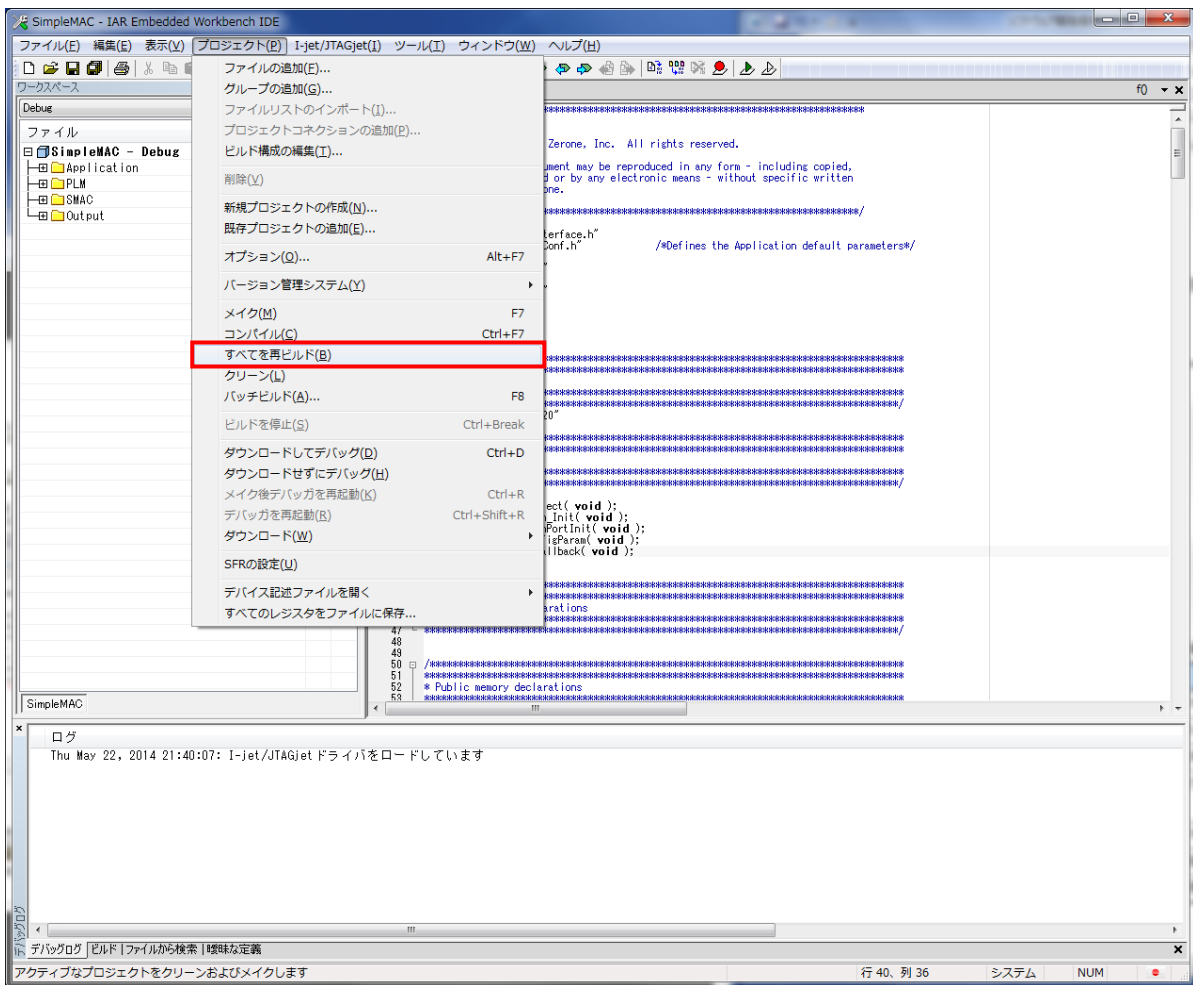 SimpleMAC - IAR Embedded Workbench IDE
ファイル(F) 編集(E) 表示(V) プロジェクト(P) I-jet/JTAGjet(I) ツール(T) ウィンドウ(W) ヘルプ(H)
ワークスペース
Debug
ファイル
SimpleMAC - Debug
Application
PLM
SMAC
Output
SimpleMAC
ファイルの追加(F)...
グループの追加(G)...
ファイルリストのインポート(I)...
プロジェクトコネクションの追加(P)...
ビルド構成の編集(T)...
削除(V)
新規プロジェクトの作成(N)...
既存プロジェクトの追加(E)...
オプション(O)... Alt+F7
バージョン管理システム(Y)
メイク(M) F7
コンパイル(C) Ctrl+F7
すべてを再ビルド(B)
クリーン(L)
バッチビルド(A)... F8
ビルドを停止(S) Ctrl+Break
ダウンロードしてデバッグ(D) Ctrl+D
ダウンロードせずにデバッグ(H)
メイク後デバッガを再起動(K) Ctrl+R
デバッガを再起動(R) Ctrl+Shift+R
ダウンロード(W)
SFRの設定(U)
デバイス記述ファイルを開く
すべてのレジスタをファイルに保存...
f()
Zerone, Inc. All rights reserved.
ument may be reproduced in any form - including copied,
d or by any electronic means - without specific written
one.
terface.h"
Conf.h" /*Defines the Application default parameters*/
20"
ect( void );
_Init( void );
PortInit( void );
figParam( void );
llback( void );
arations
47
48
49
50
51
52 * Public memory declarations
53
ログ
Thu May 22, 2014 21:40:07: I-jet/JTAGjet ドライバをロードしています
デバッグログ
デバッグログ ビルド ファイルから検索 曖昧な定義
アクティブなプロジェクトをクリーンおよびメイクします 行 40、列 36 システム NUM